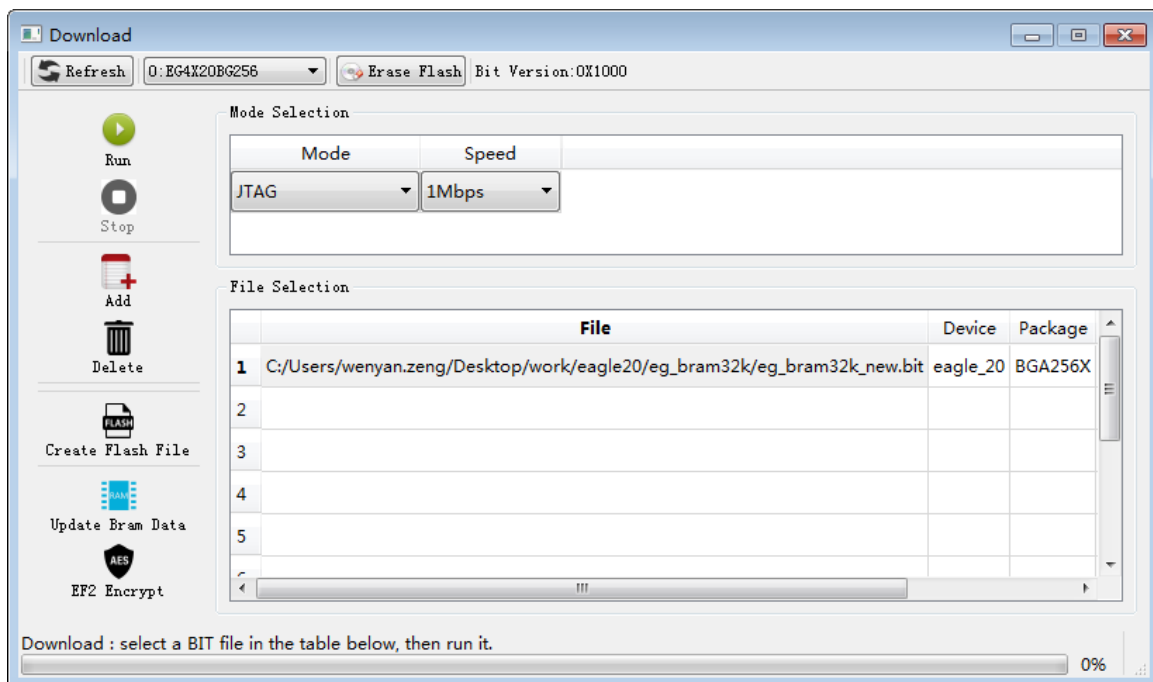 Download
Refresh 0:EG4X20BG256 Erase Flash Bit Version:0X1000
Run
Stop
Add
Delete
FLASH
Create Flash File
RAM
Update Bram Data
AES
EF2 Encrypt
Mode Selection
Mode Speed
JTAG 1Mbps
File Selection
File Device Package
1 C:/Users/wenyan.zeng/Desktop/work/eagle20/eg_bram32k/eg_bram32k_new.bit eagle_20 BGA256X
2
3
4
5
Download : select a BIT file in the table below, then run it.
0%